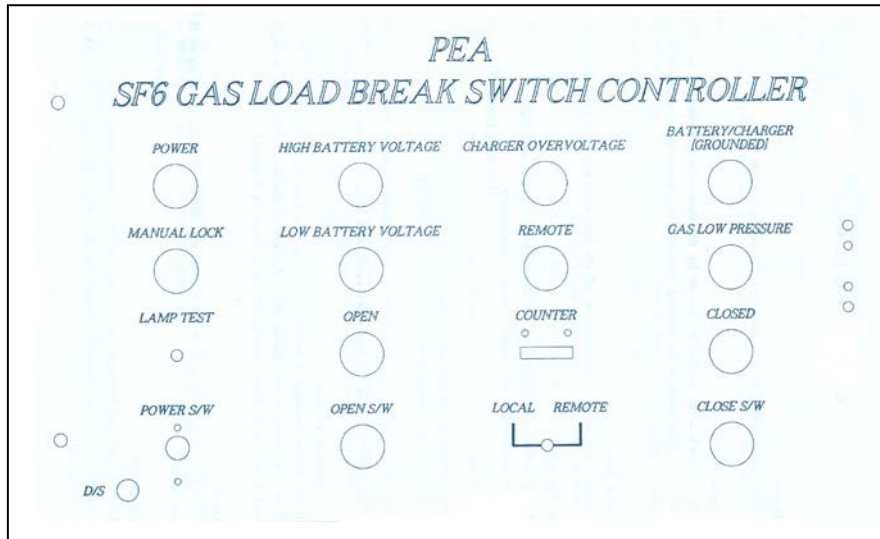 PEA
SF6 GAS LOAD BREAK SWITCH CONTROLLER
POWER HIGH BATTERY VOLTAGE CHARGER OVERVOLTAGE BATTERY/CHARGER
[GROUNDED]
MANUAL LOCK LOW BATTERY VOLTAGE REMOTE GAS LOW PRESSURE
LAMP TEST OPEN COUNTER CLOSED
POWER S/W OPEN S/W LOCAL REMOTE CLOSE S/W
D/S